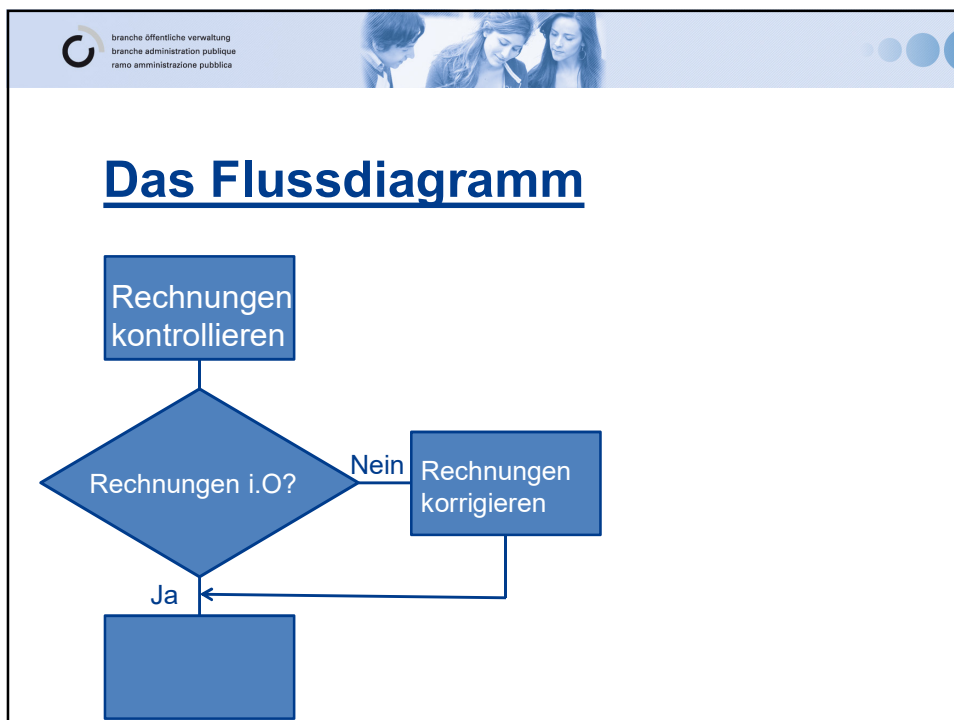 branche öffentliche verwaltung
branche administration publique
ramo amministrazione pubblica
Das Flussdiagramm
Rechnungen
kontrollieren
Rechnungen i.O?
Nein
Rechnungen
korrigieren
Ja